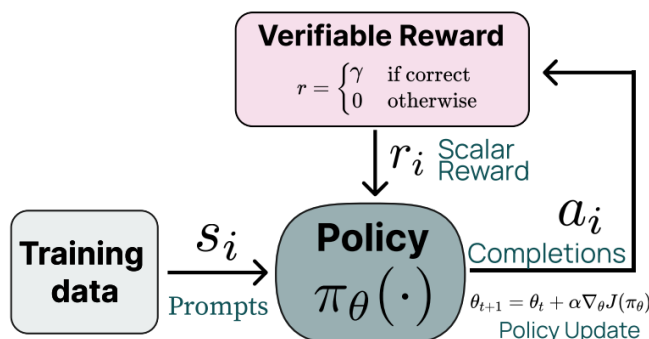 Verifiable Reward
r = { γ if correct
0 otherwise
r_i Scalar
Reward
Training
data
s_i
Prompts
Policy
π_θ(·)
a_i
Completions
θ_{t+1} = θ_t + α∇_θJ(π_θ)
Policy Update